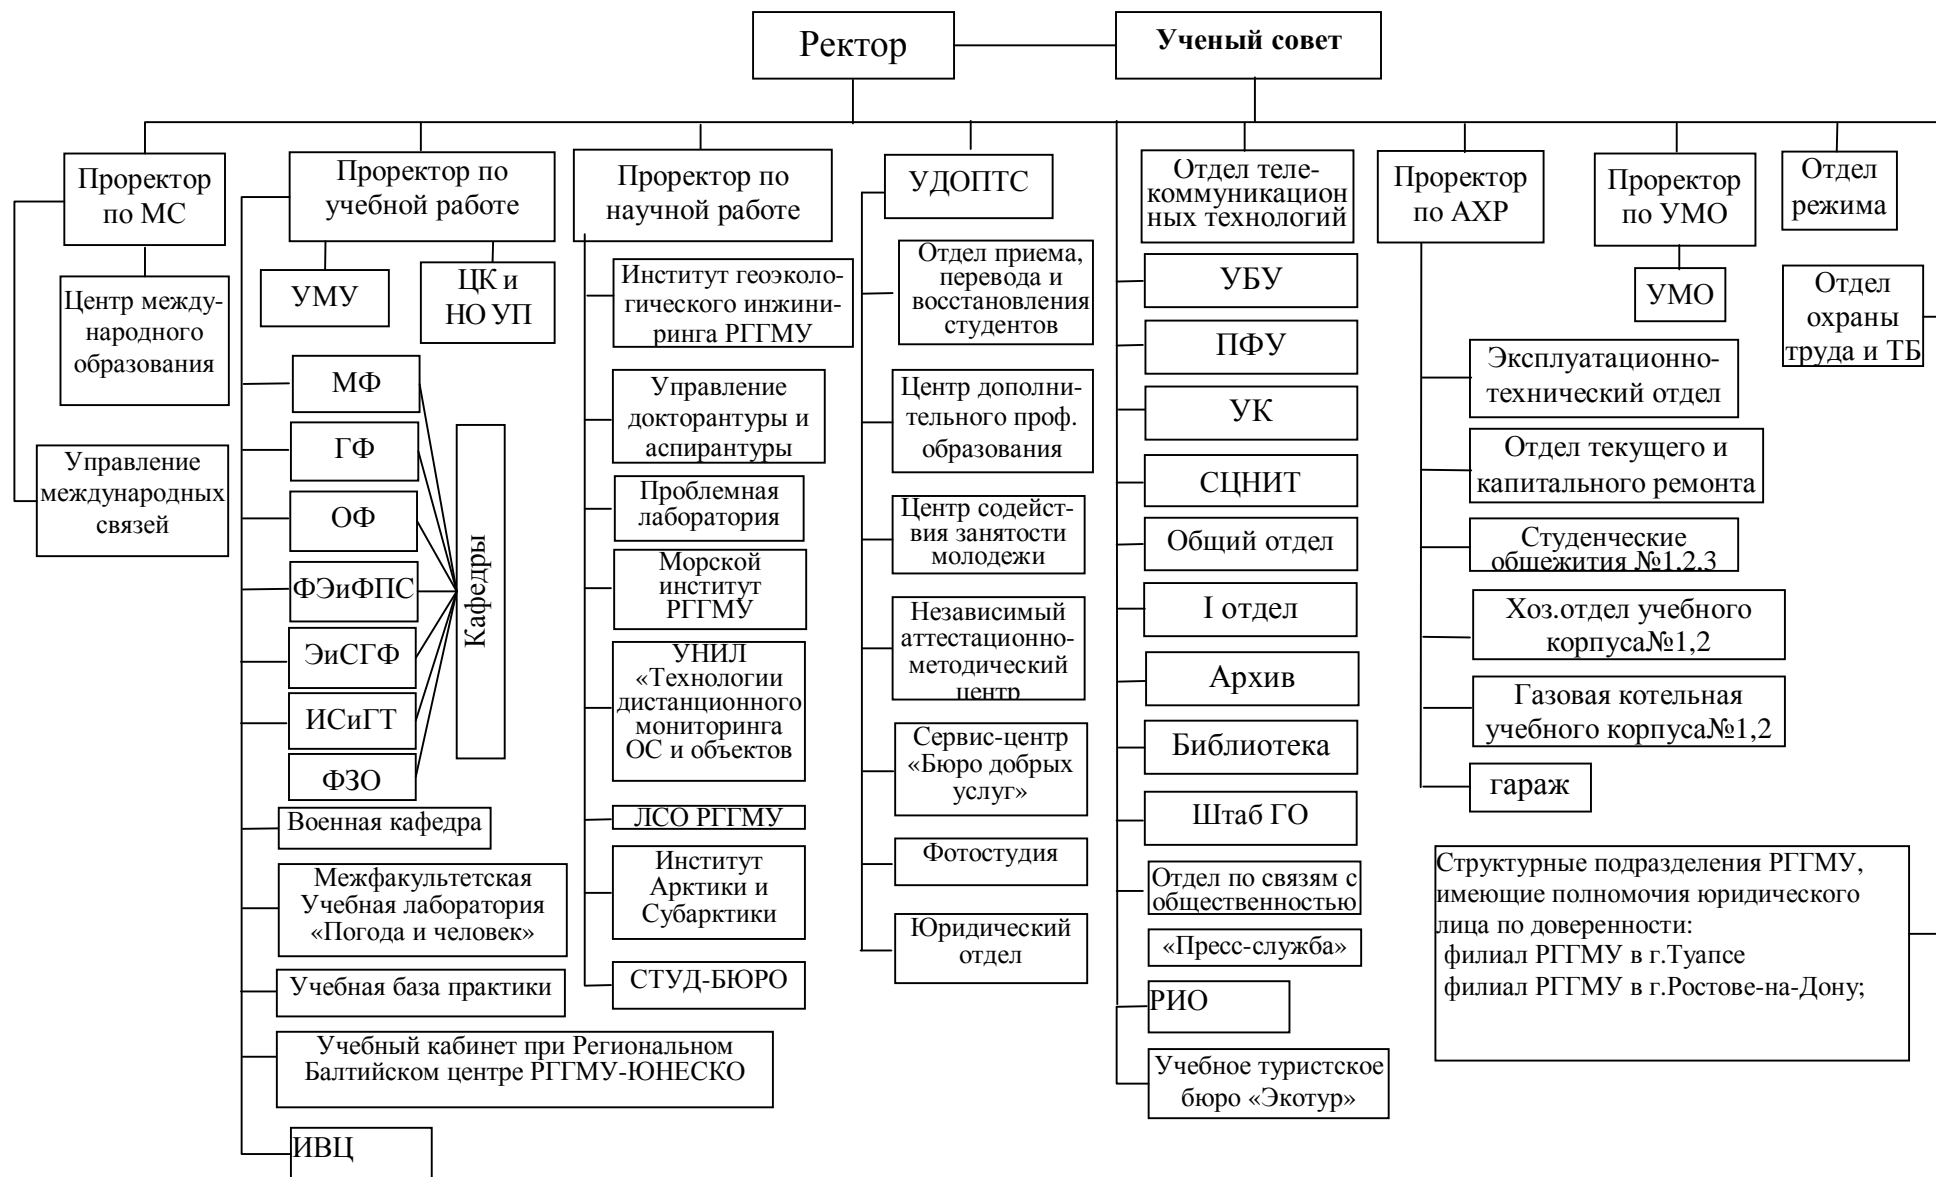 Ректор
Ученый совет
Проректор
по МС
Центр между-
народного
образования
Управление
международных
связей
Проректор по
учебной работе
УМУ
ЦК и
НО УП
МФ
ГФ
ОФ
ФЭиФПС
ЭиСГФ
ИСиГТ
ФЗО
Кафедры
Военная кафедра
Межфакультетская
Учебная лаборатория
«Погода и человек»
Учебная база практики
Учебный кабинет при Региональном
Балтийском центре РГГМУ-ЮНЕСКО
ИВЦ
Проректор по
научной работе
Институт геоэколо-
гического инжини-
ринга РГГМУ
Управление
докторантуры и
аспирантуры
Проблемная
лаборатория
Морской
институт
РГГМУ
УНИЛ
«Технологии
дистанционного
мониторинга
ОС и объектов
ЛСО РГГМУ
Институт
Арктики и
Субарктики
СТУД-БЮРО
УДОПТС
Отдел приема,
перевода и
восстановления
студентов
Центр дополни-
тельного проф.
образования
Центр содейст-
вия занятости
молодежи
Независимый
аттестационно-
методический
центр
Сервис-центр
«Бюро добрых
услуг»
Фотостудия
Юридический
отдел
Отдел теле-
коммуникацион
ных технологий
УБУ
ПФУ
УК
СЦНИТ
Общий отдел
I отдел
Архив
Библиотека
Штаб ГО
Отдел по связям с
общественностью
«Пресс-служба»
РИО
Учебное туристское
бюро «Экотур»
Проректор
по АХР
Эксплуатационно-
технический отдел
Отдел текущего и
капитального ремонта
Студенческие
общежития №1,2,3
Хоз.отдел учебного
корпуса№1,2
Газовая котельная
учебного корпуса№1,2
гараж
Проректор
по УМО
УМО
Отдел
режима
Отдел
охраны
труда и ТБ
Структурные подразделения РГГМУ,
имеющие полномочия юридического
лица по доверенности:
филиал РГГМУ в г.Туапсе
филиал РГГМУ в г.Ростове-на-Дону;